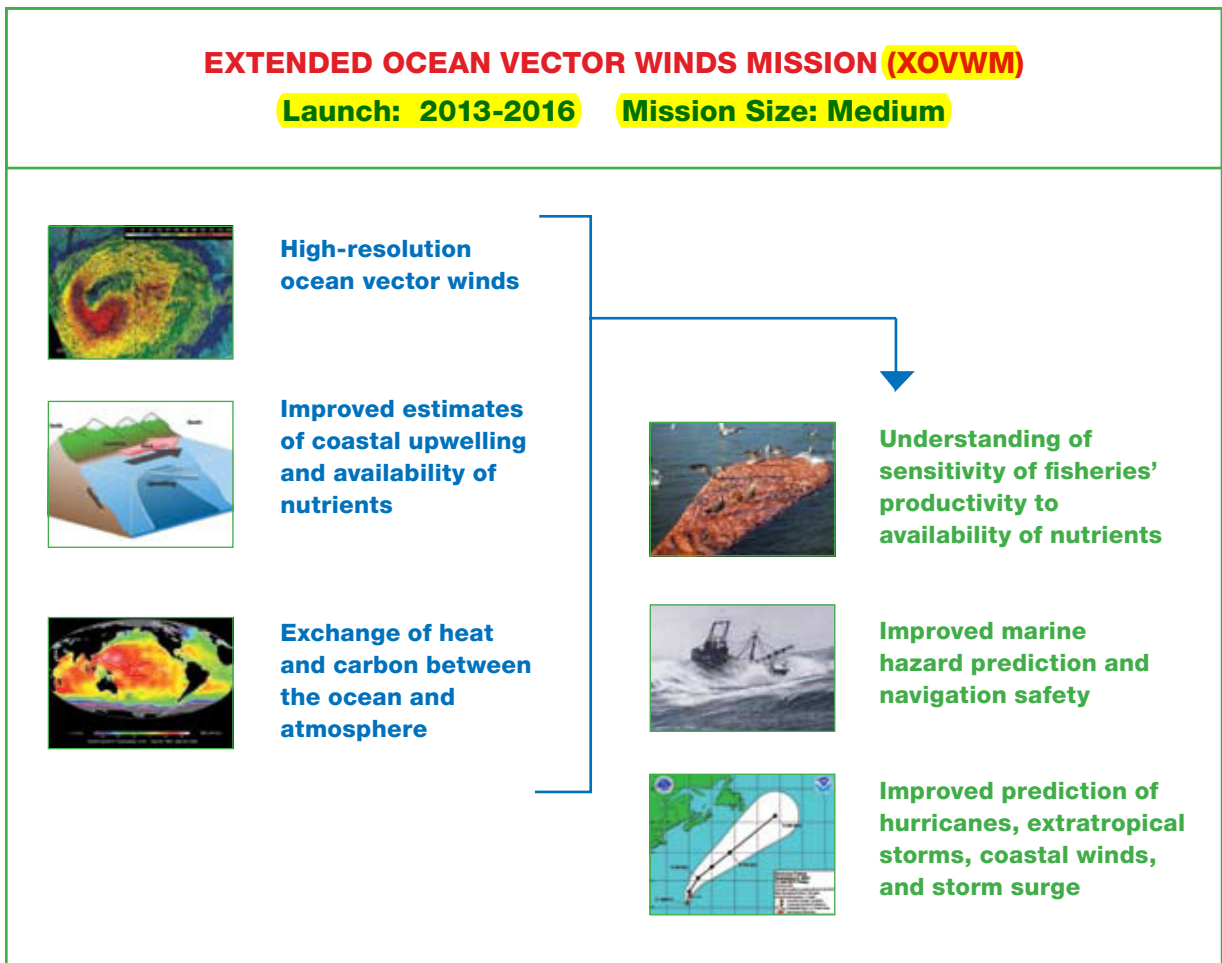 EXTENDED OCEAN VECTOR WINDS MISSION (XOVWM)
Launch: 2013-2016 Mission Size: Medium
High-resolution
ocean vector winds
Improved estimates
of coastal upwelling
and availability of
nutrients
Exchange of heat
and carbon between
the ocean and
atmosphere
Understanding of
sensitivity of fisheries’
productivity to
availability of nutrients
Improved marine
hazard prediction and
navigation safety
Improved prediction of
hurricanes, extratropical
storms, coastal winds,
and storm surge